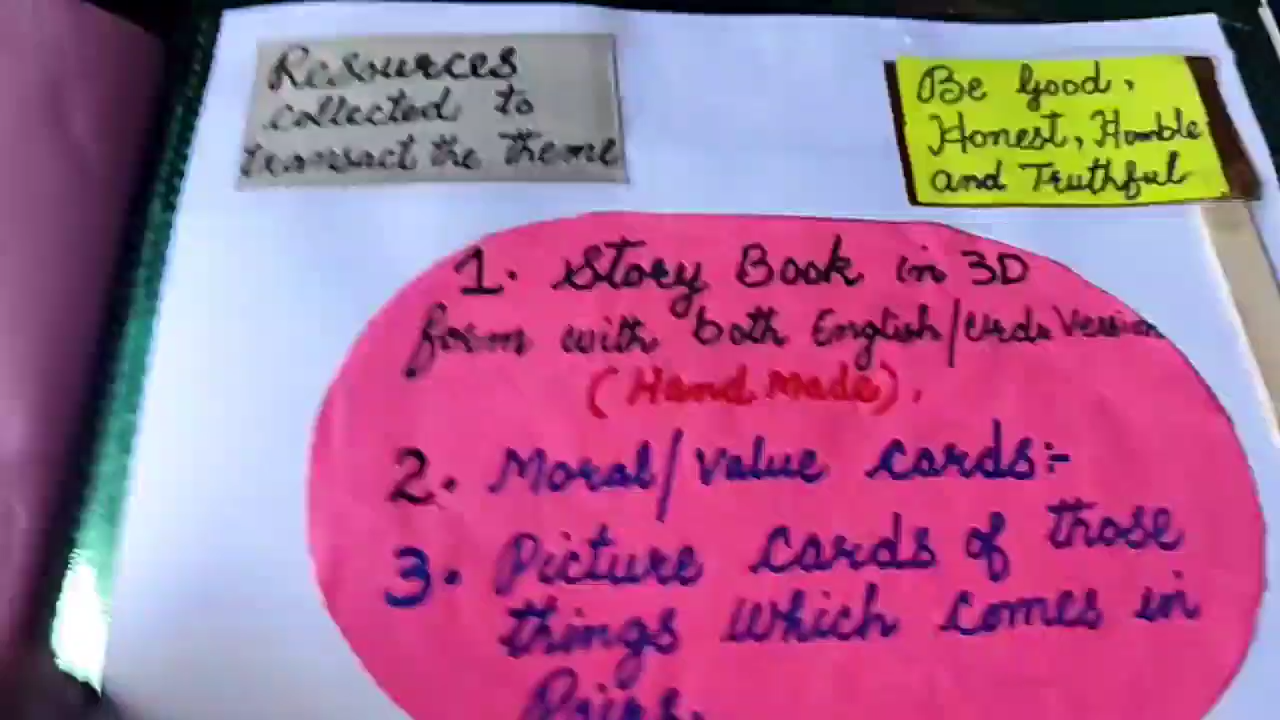 Resources
collected to
transact the theme
Be Good,
Honest, Humble
and Truthful
1. Story Book in 3D
form with both English/Urdu Version
(Hand Made).
2. Moral/Value cards:-
3. Picture cards of those
things which comes in
Pairs.